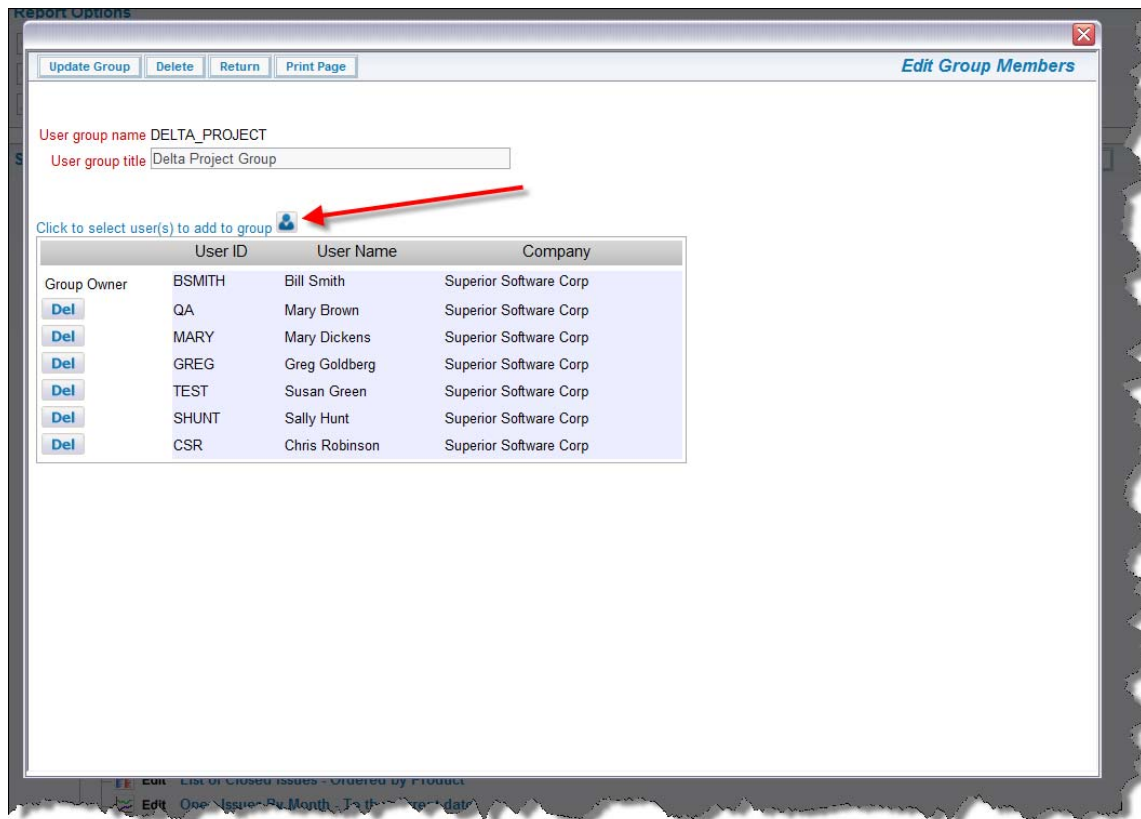 Report Options
Update Group Delete Return Print Page Edit Group Members
User group name DELTA_PROJECT
User group title Delta Project Group
Click to select user(s) to add to group
User ID User Name Company
Group Owner BSMITH Bill Smith Superior Software Corp
Del QA Mary Brown Superior Software Corp
Del MARY Mary Dickens Superior Software Corp
Del GREG Greg Goldberg Superior Software Corp
Del TEST Susan Green Superior Software Corp
Del SHUNT Sally Hunt Superior Software Corp
Del CSR Chris Robinson Superior Software Corp
Edit List of Closed Issues - Ordered by Product
Edit Issues By Month - To